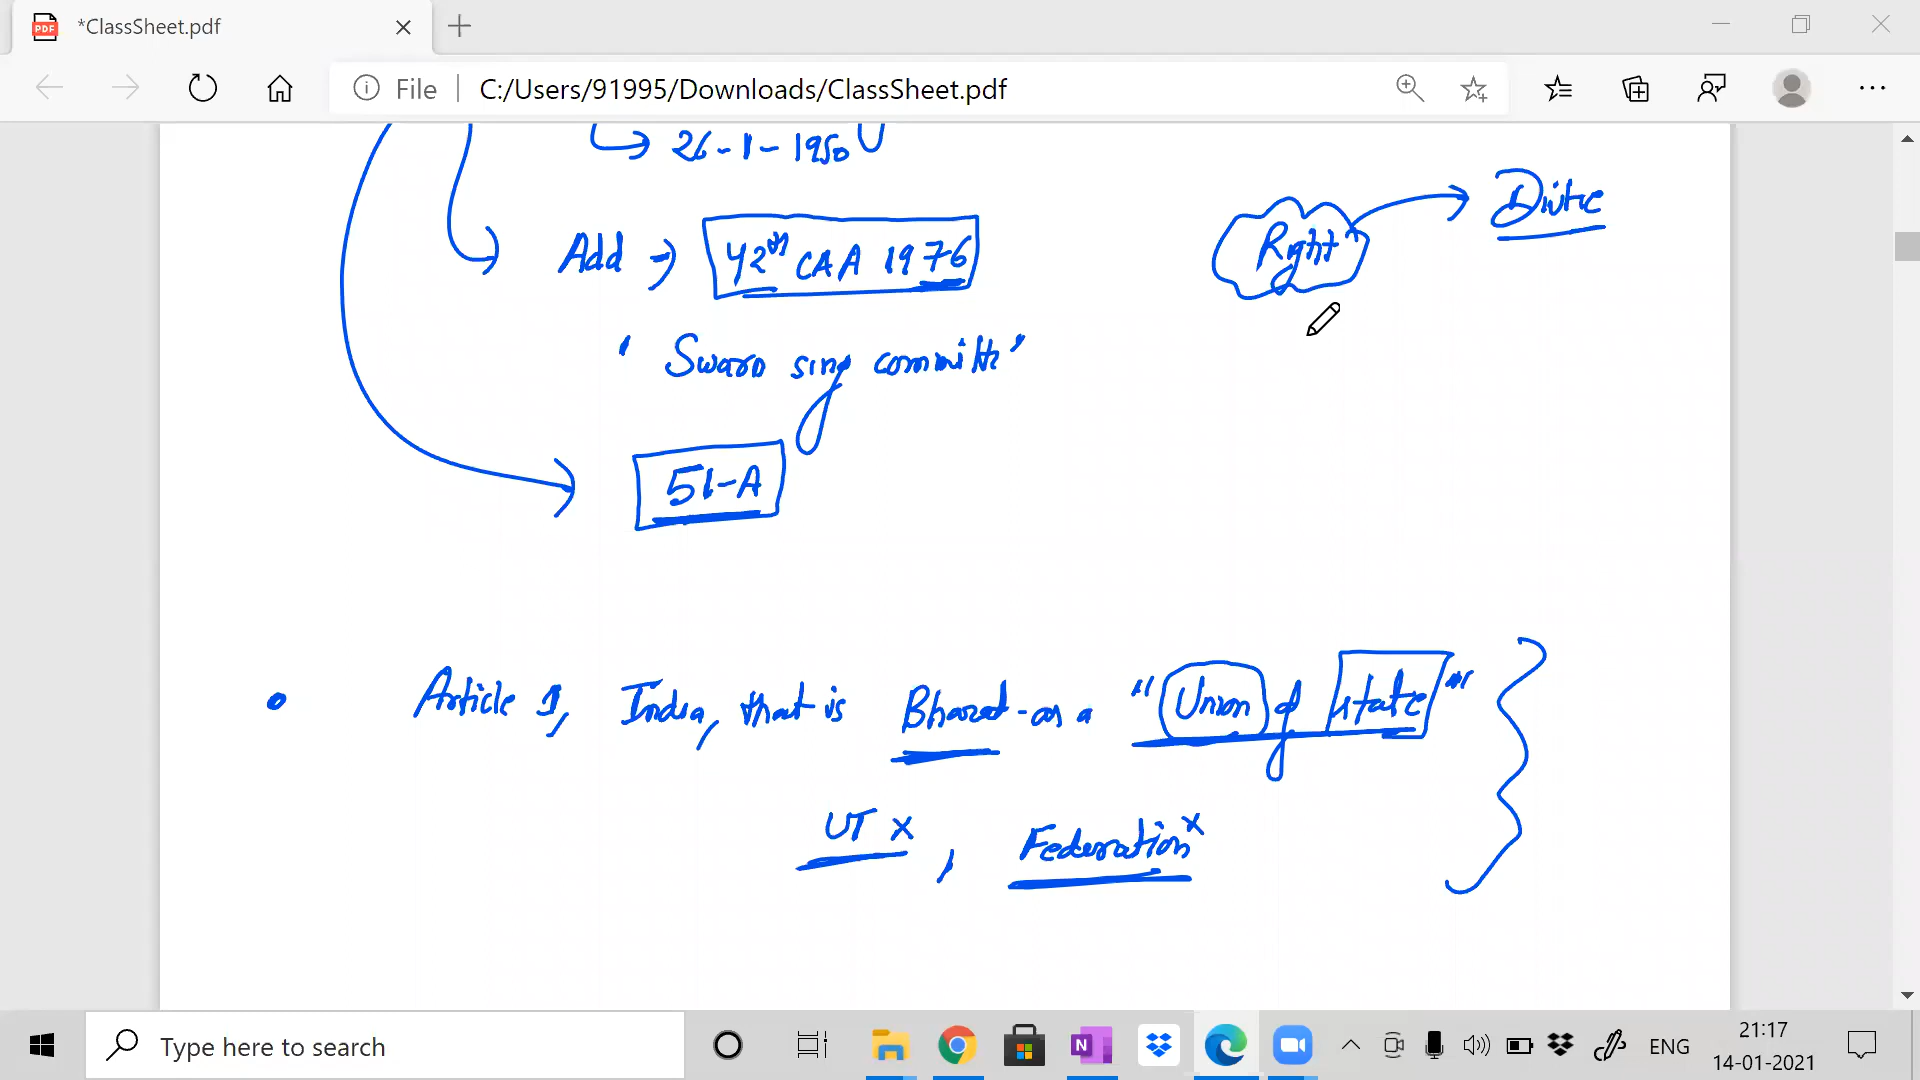 *ClassSheet.pdf
File C:/Users/91995/Downloads/ClassSheet.pdf
→ 26-1-1950
Add → 42th CAA 1976
Right → Dutie
" Swarn sing committe "
51-A
• Article 1, India, that is Bharat - as a "Union of state"
UT x , Federation x
Type here to search
ENG
21:17
14-01-2021